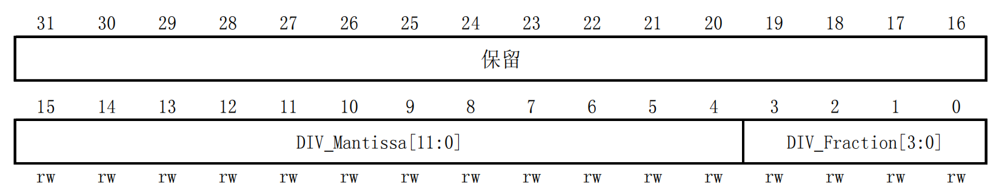 31 30 29 28 27 26 25 24 23 22 21 20 19 18 17 16
保留
15 14 13 12 11 10 9 8 7 6 5 4 3 2 1 0
DIV_Mantissa[11:0] DIV_Fraction[3:0]
rw rw rw rw rw rw rw rw rw rw rw rw rw rw rw rw